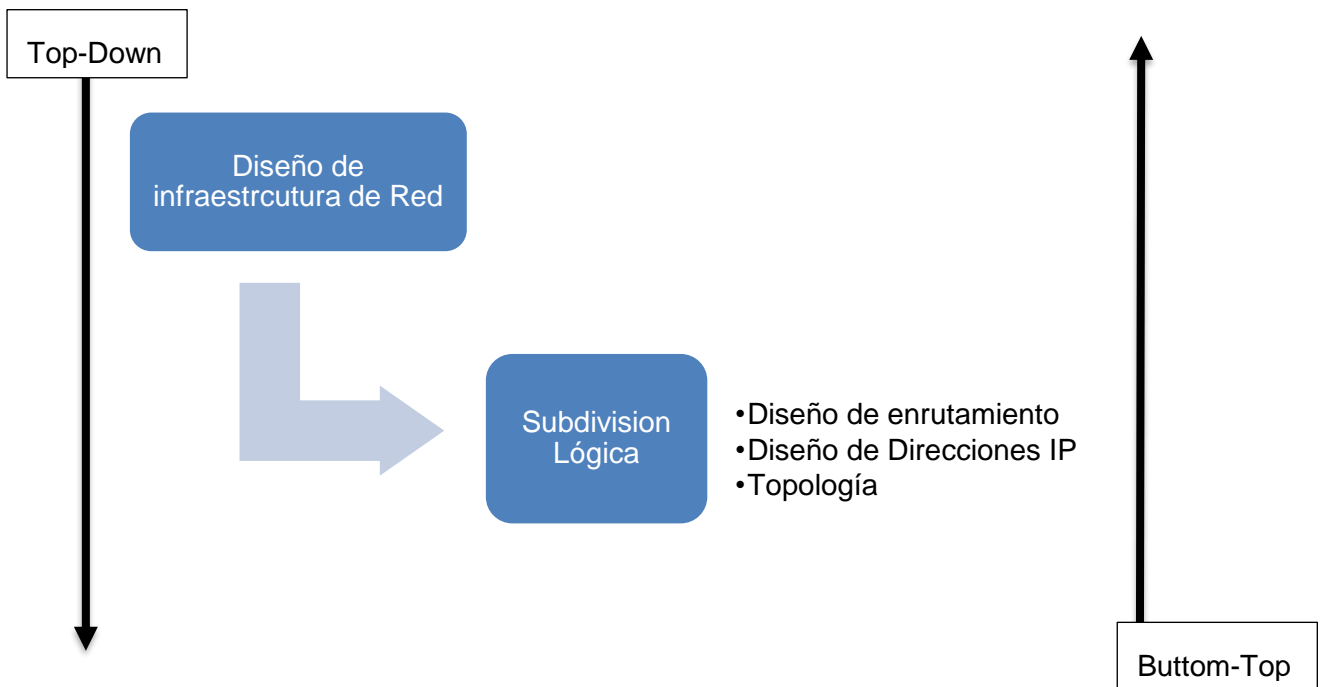 Top-Down
Diseño de
infraestrcutura de Red
Subdivision
Lógica
•Diseño de enrutamiento
•Diseño de Direcciones IP
•Topología
Buttom-Top